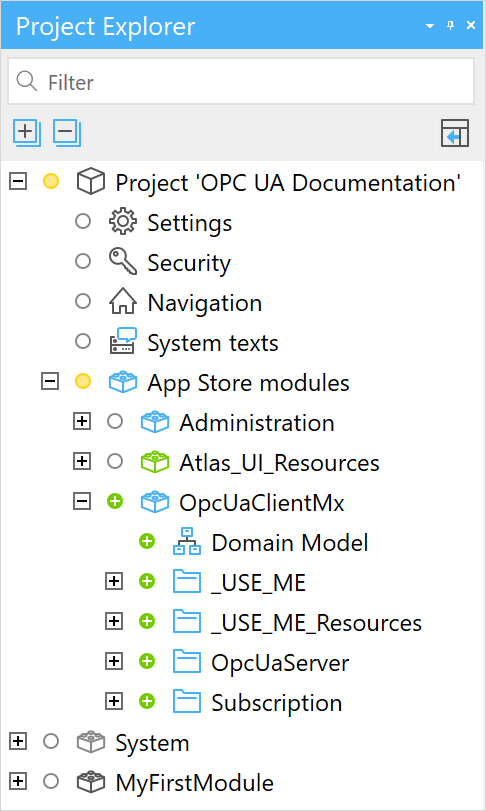 Project Explorer
Filter
Project 'OPC UA Documentation'
Settings
Security
Navigation
System texts
App Store modules
Administration
Atlas_UI_Resources
OpcUaClientMx
Domain Model
_USE_ME
_USE_ME_Resources
OpcUaServer
Subscription
System
MyFirstModule